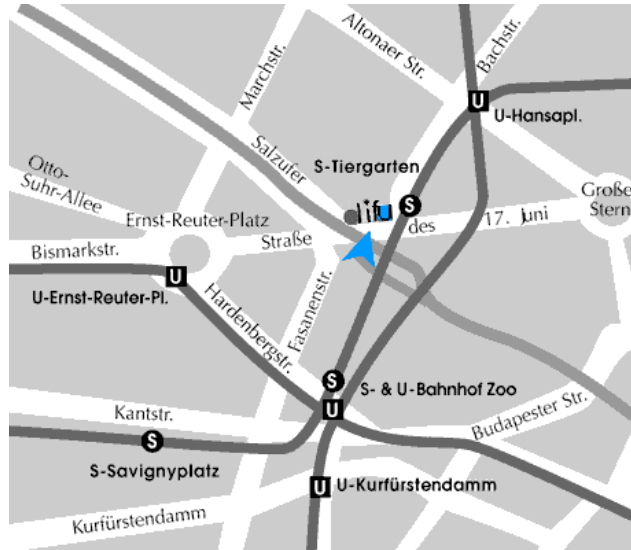 Altonaer Str.
Bachstr.
Marchstr.
U
U-Hansapl.
Salzufer
S-Tiergarten
Otto-
Suhr-Allee
Große
Stern
difu
S
17. Juni
des
Ernst-Reuter-Platz
Straße
Bismarkstr.
U
U-Ernst-Reuter-Pl.
Hardenbergstr.
Fasanenstr.
S
S- & U-Bahnhof Zoo
U
Kantstr.
Budapester Str.
S
S-Savignyplatz
U
U-Kurfürstendamm
Kurfürstendamm